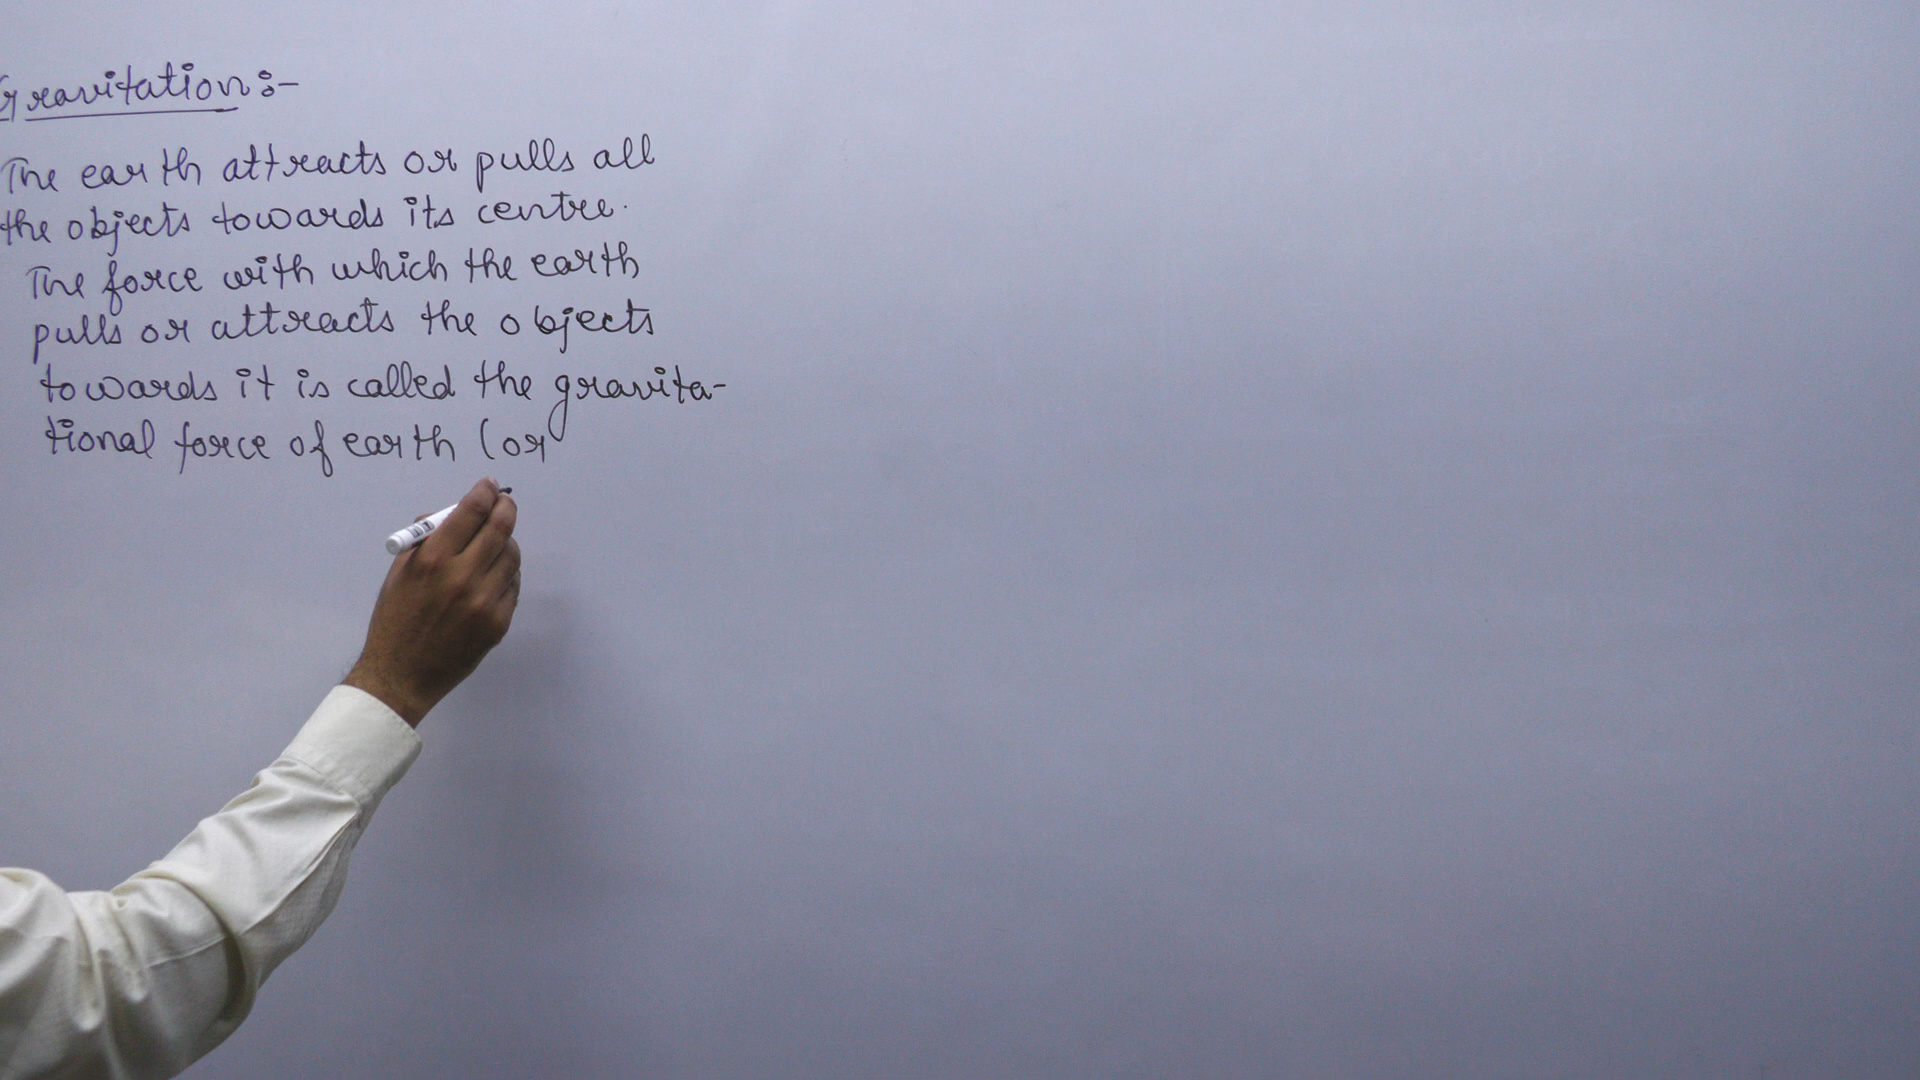 Gravitation :-
The earth attracts or pulls all
the objects towards its centre.
The force with which the earth
pulls or attracts the objects
towards it is called the gravita-
tional force of earth (or